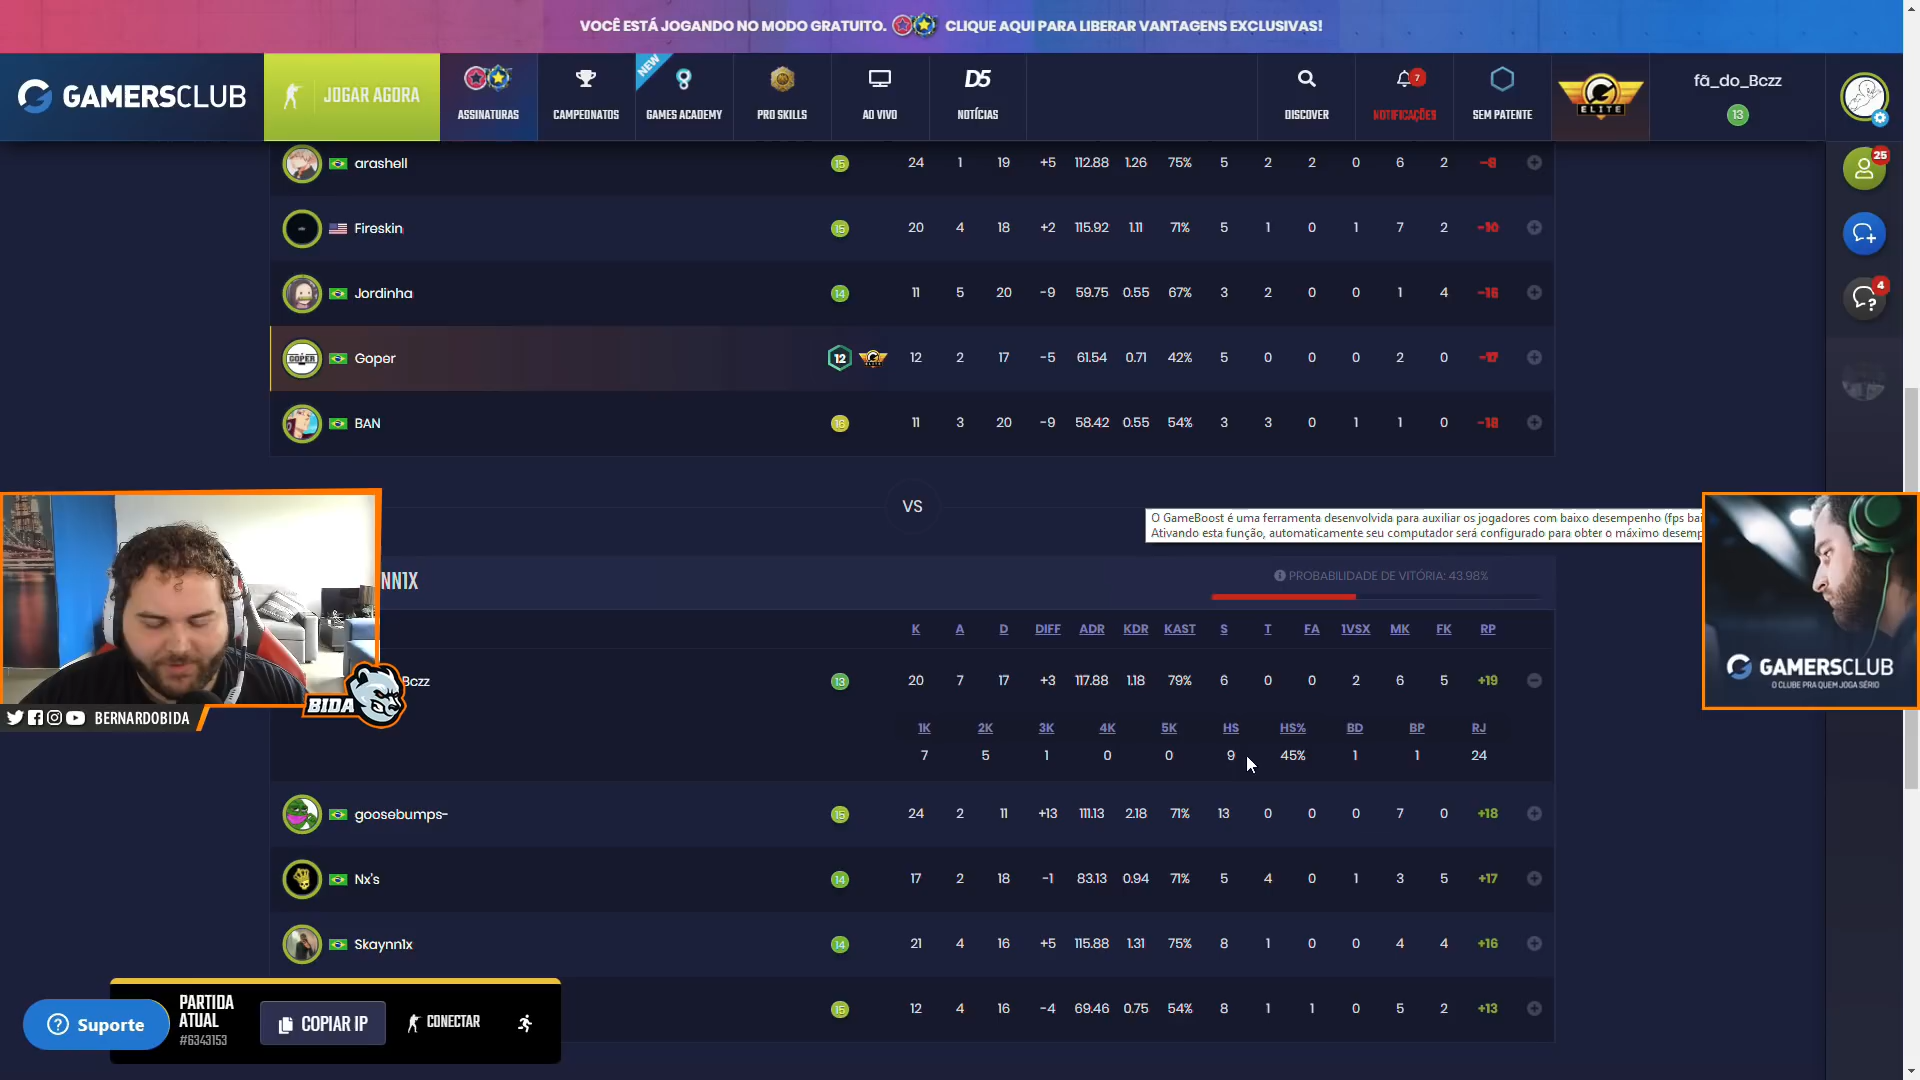 VOCÊ ESTÁ JOGANDO NO MODO GRATUITO. CLIQUE AQUI PARA LIBERAR VANTAGENS EXCLUSIVAS!
GAMERSCLUB
JOGAR AGORA
ASSINATURAS
CAMPEONATOS
NEW
GAMES ACADEMY
PRO SKILLS
AO VIVO
D5
NOTÍCIAS
DISCOVER
7
NOTIFICAÇÕES
SEM PATENTE
ELITE
fã_do_Bczz
13
25
4
arashell 15 24 1 19 +5 112.88 1.26 75% 5 2 2 0 6 2 -8
Fireskin 15 20 4 18 +2 115.92 1.11 71% 5 1 0 1 7 2 -10
Jordinha 14 11 5 20 -9 59.75 0.55 67% 3 2 0 0 1 4 -16
GOPER Goper 12 12 2 17 -5 61.54 0.71 42% 5 0 0 0 2 0 -17
BAN 16 11 3 20 -9 58.42 0.55 54% 3 3 0 1 1 0 -18
VS
O GameBoost é uma ferramenta desenvolvida para auxiliar os jogadores com baixo desempenho (fps bai
Ativando esta função, automaticamente seu computador será configurado para obter o máximo desemp
NN1X
PROBABILIDADE DE VITÓRIA: 43.98%
K A D DIFF ADR KDR KAST S T FA 1VSX MK FK RP
Bczz 13 20 7 17 +3 117.88 1.18 79% 6 0 0 2 6 5 +19
1K 2K 3K 4K 5K HS HS% BD BP RJ
7 5 1 0 0 9 45% 1 1 24
goosebumps- 15 24 2 11 +13 111.13 2.18 71% 13 0 0 0 7 0 +18
Nx's 14 17 2 18 -1 83.13 0.94 71% 5 4 0 1 3 5 +17
Skaynn1x 14 21 4 16 +5 115.88 1.31 75% 8 1 0 0 4 4 +16
15 12 4 16 -4 69.46 0.75 54% 8 1 1 0 5 2 +13
BIDA
BERNARDOBIDA
GAMERSCLUB
O CLUBE PRA QUEM JOGA SÉRIO
Suporte
PARTIDA
ATUAL
#6343153
COPIAR IP
CONECTAR